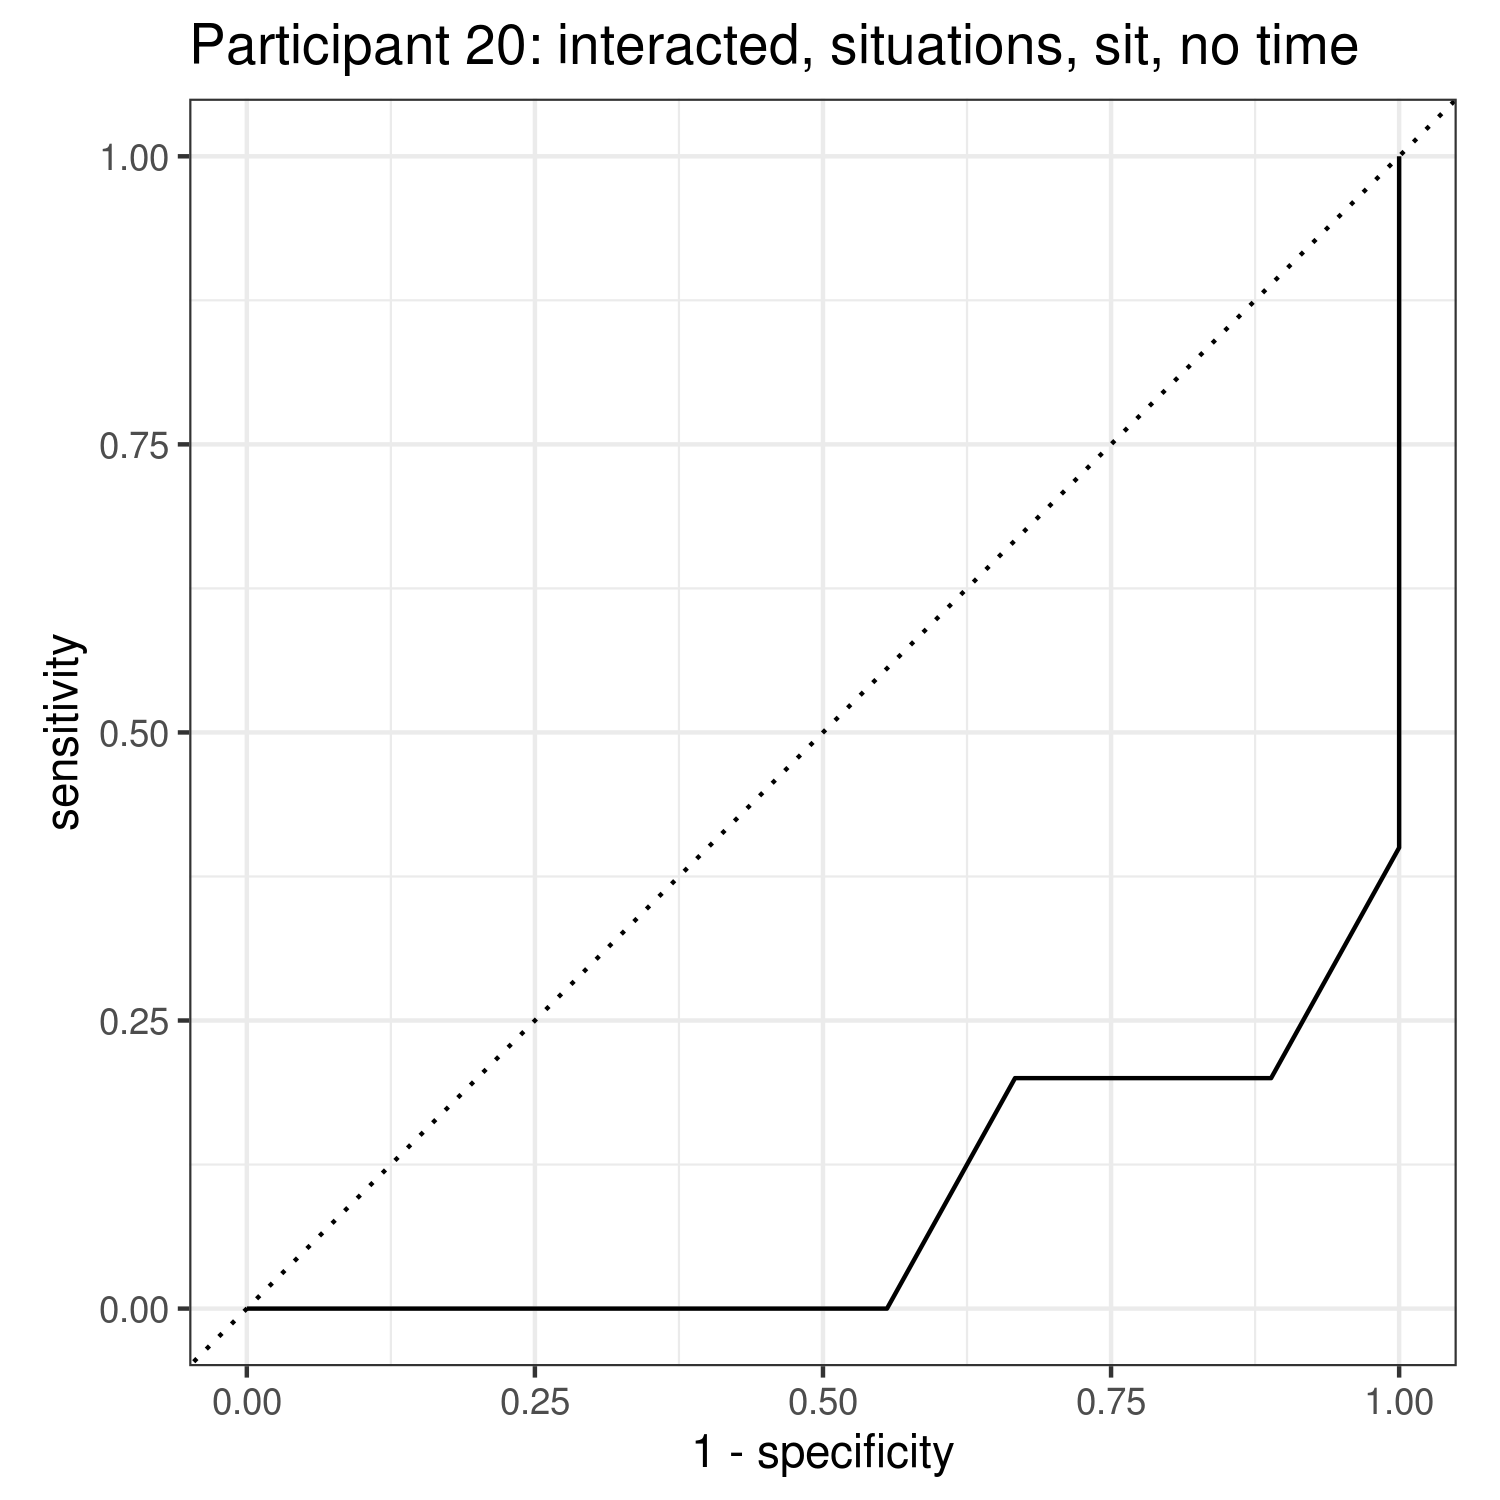 Participant 20: interacted, situations, sit, no time
1.00
0.75
0.50
0.25
0.00
sensitivity
0.00 0.25 0.50 0.75 1.00
1 - specificity